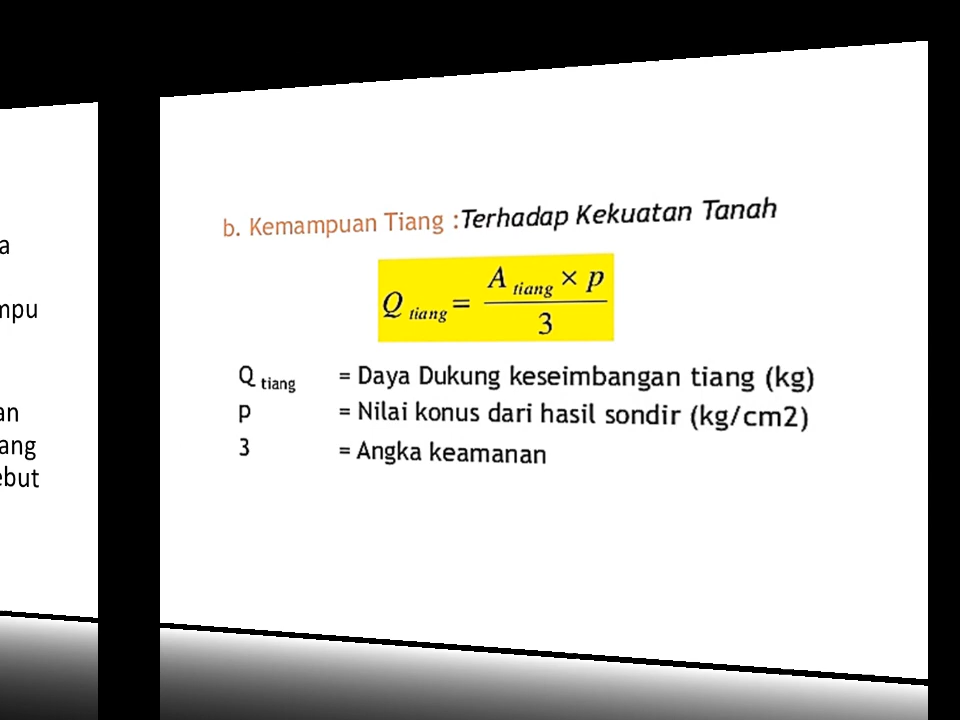 a
mpu
an
ang
ebut
b. Kemampuan Tiang :Terhadap Kekuatan Tanah
Q tiang = A tiang × p / 3
Q tiang = Daya Dukung keseimbangan tiang (kg)
p = Nilai konus dari hasil sondir (kg/cm2)
3 = Angka keamanan